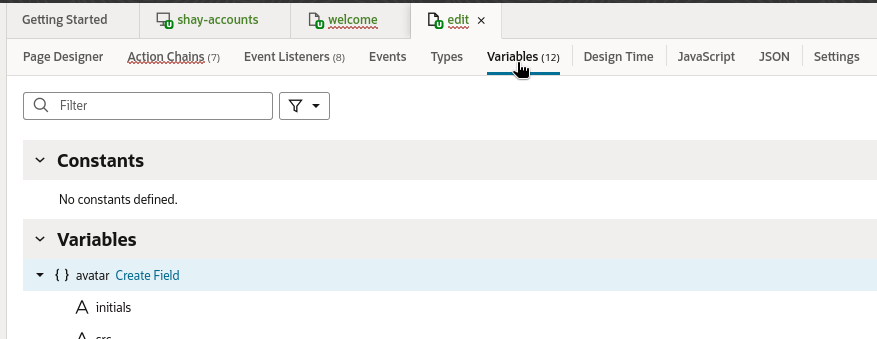 Getting Started shay-accounts welcome edit
Page Designer Action Chains (7) Event Listeners (8) Events Types Variables (12) Design Time JavaScript JSON Settings
Filter
Constants
No constants defined.
Variables
{ } avatar Create Field
initials